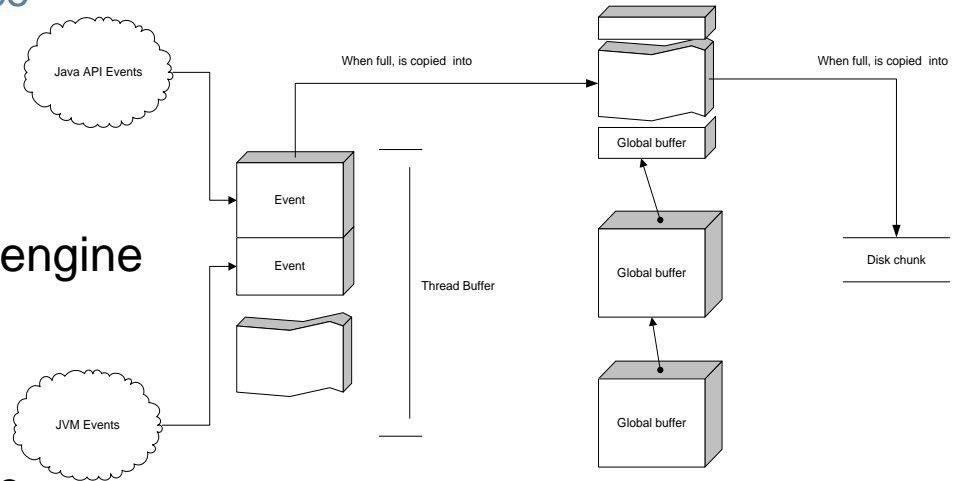 Java API Events
When full, is copied into
When full, is copied into
Global buffer
Event
engine
Event
Global buffer
Disk chunk
Thread Buffer
JVM Events
Global buffer